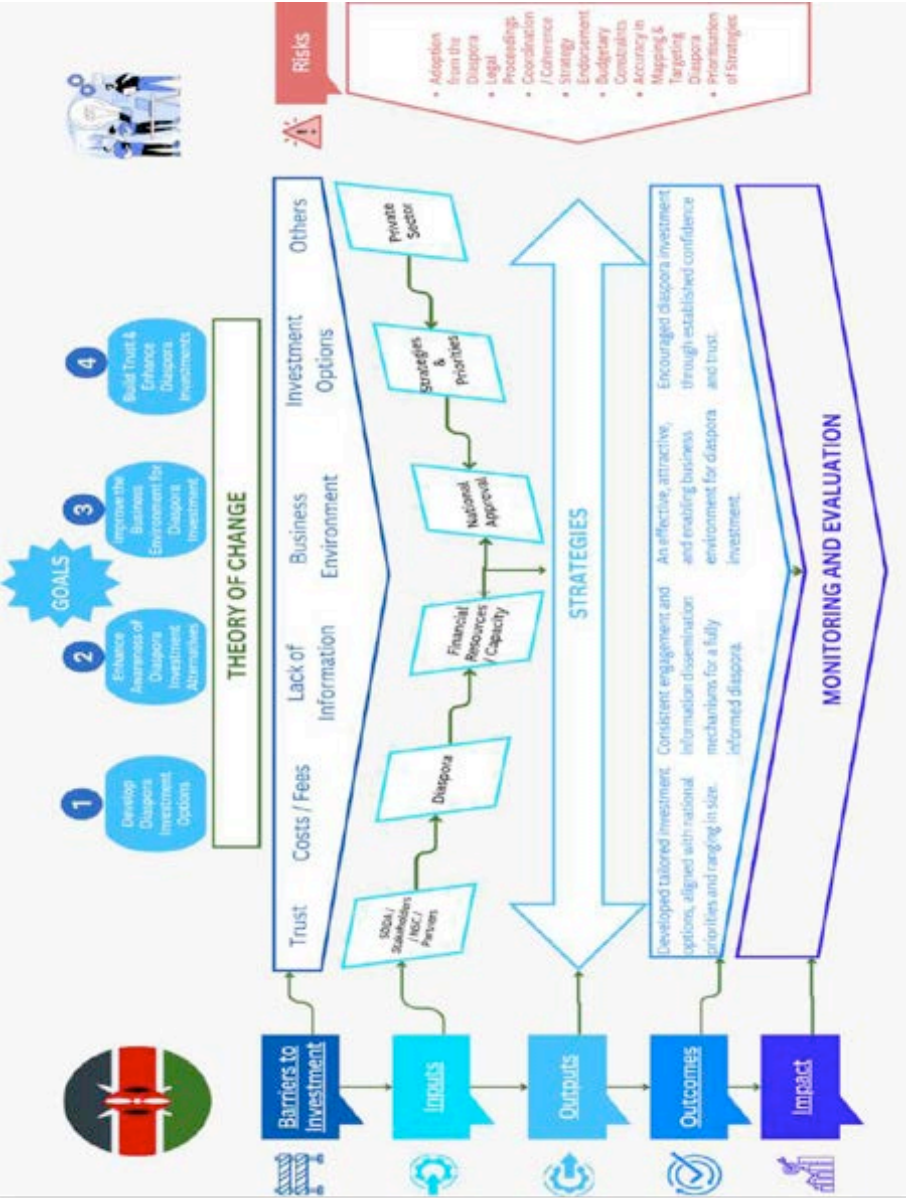 GOALS
1
Develop
Diaspora
Investment
Options
2
Enhance
Awareness of
Diaspora
Investment
Alternatives
3
Improve the
Business
Environment for
Diaspora
Investment
4
Build Trust &
Enhance
Diaspora
Investments
THEORY OF CHANGE
Barriers to
Investment
Trust
Costs / Fees
Lack of
Information
Business
Environment
Investment
Options
Others
Risks
• Adoption
from the
Diaspora
• Legal
Proceedings
• Coordination
/ Coherence
• Strategy
Endorsement
• Budgetary
Constraints
• Accuracy in
Mapping &
Targeting
Diaspora
• Prioritisation
of Strategies
Inputs
SDDA /
Stakeholders
/ NSC /
Partners
Diaspora
Financial
Resources
/ Capacity
National
Approval
Strategies
&
Priorities
Private
Sector
Outputs
STRATEGIES
Outcomes
Developed tailored investment
options, aligned with national
priorities and ranging in size.
Consistent engagement and
information dissemination
mechanisms for a fully
informed diaspora.
An effective, attractive,
and enabling business
environment for diaspora
investment.
Encouraged diaspora investment
through established confidence
and trust.
Impact
MONITORING AND EVALUATION